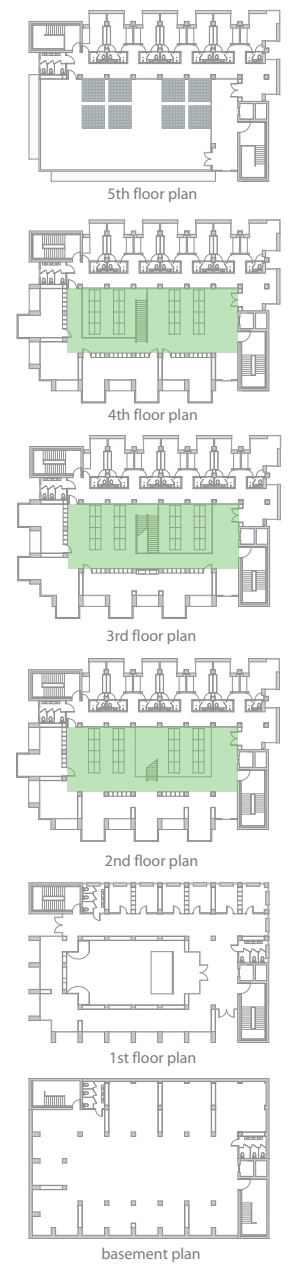 5th floor plan
4th floor plan
3rd floor plan
2nd floor plan
1st floor plan
basement plan